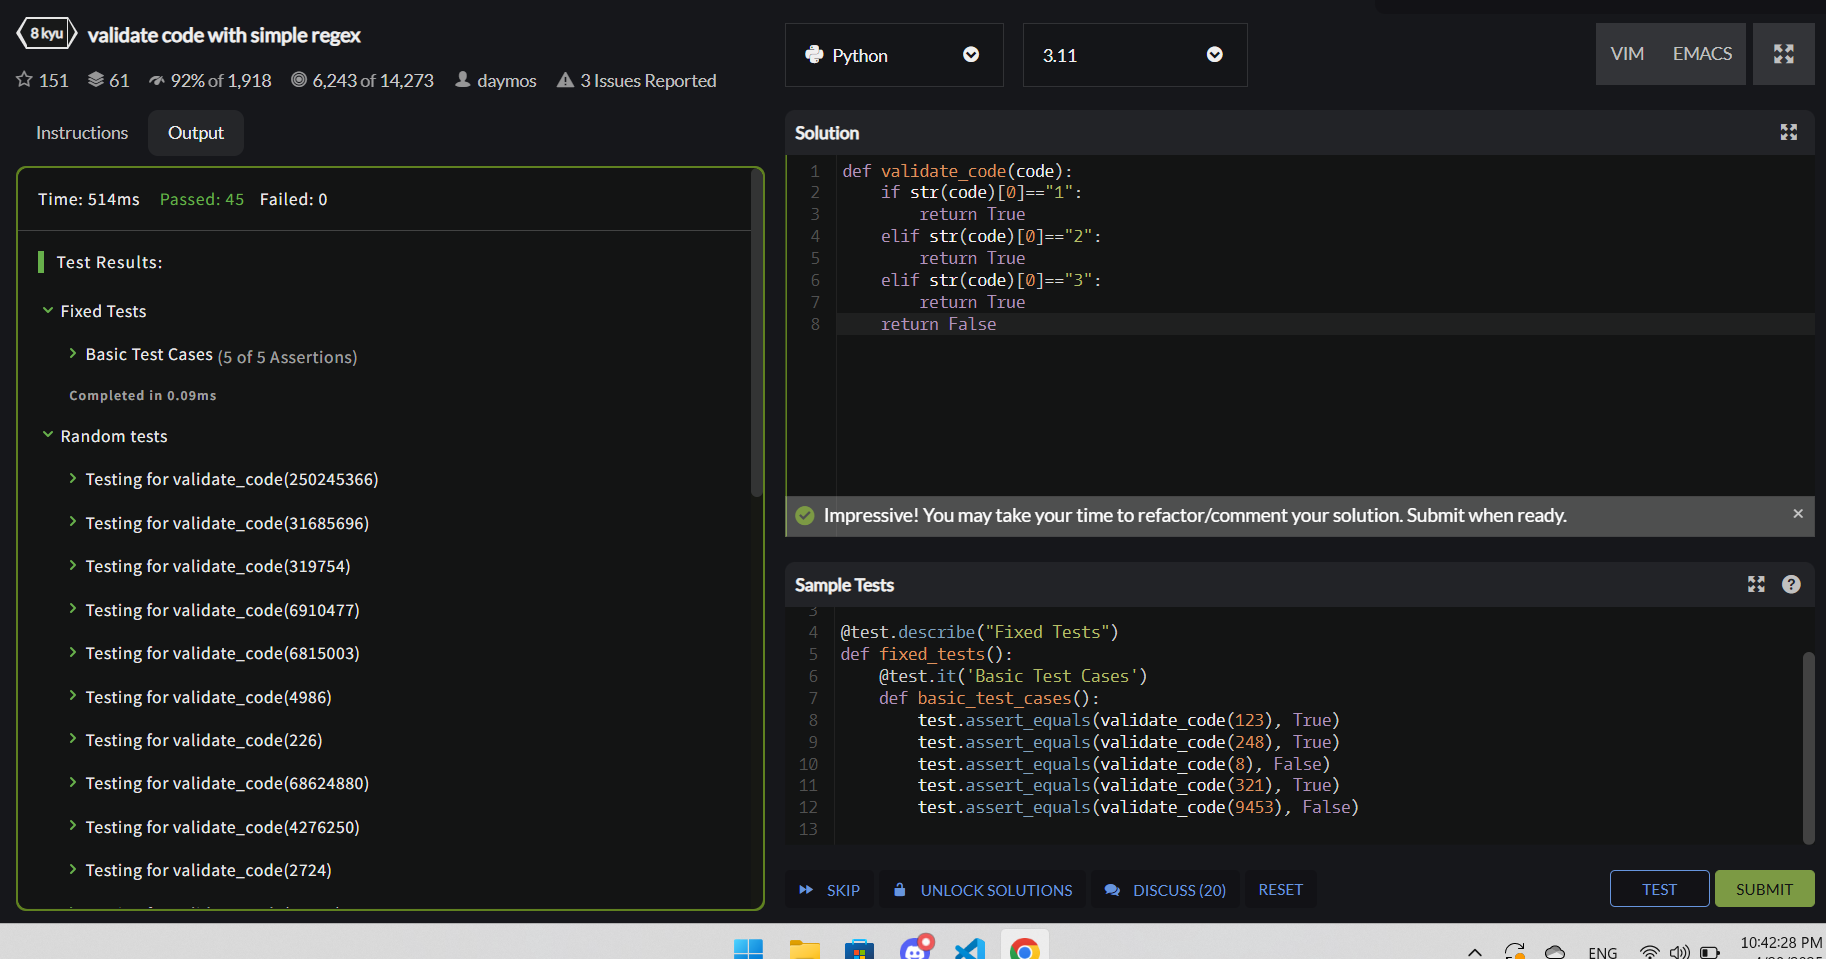 8 kyu validate code with simple regex
151 61 92% of 1,918 6,243 of 14,273 daymos 3 Issues Reported
Instructions Output
Time: 514ms Passed: 45 Failed: 0
Test Results:
Fixed Tests
Basic Test Cases (5 of 5 Assertions)
Completed in 0.09ms
Random tests
Testing for validate_code(250245366)
Testing for validate_code(31685696)
Testing for validate_code(319754)
Testing for validate_code(6910477)
Testing for validate_code(6815003)
Testing for validate_code(4986)
Testing for validate_code(226)
Testing for validate_code(68624880)
Testing for validate_code(4276250)
Testing for validate_code(2724)
Python 3.11 VIM EMACS
Solution
1 def validate_code(code):
2 if str(code)[0]=="1":
3 return True
4 elif str(code)[0]=="2":
5 return True
6 elif str(code)[0]=="3":
7 return True
8 return False
Impressive! You may take your time to refactor/comment your solution. Submit when ready. ×
Sample Tests ?
3
4 @test.describe("Fixed Tests")
5 def fixed_tests():
6 @test.it('Basic Test Cases')
7 def basic_test_cases():
8 test.assert_equals(validate_code(123), True)
9 test.assert_equals(validate_code(248), True)
10 test.assert_equals(validate_code(8), False)
11 test.assert_equals(validate_code(321), True)
12 test.assert_equals(validate_code(9453), False)
13
SKIP UNLOCK SOLUTIONS DISCUSS (20) RESET TEST SUBMIT
ENG 10:42:28 PM